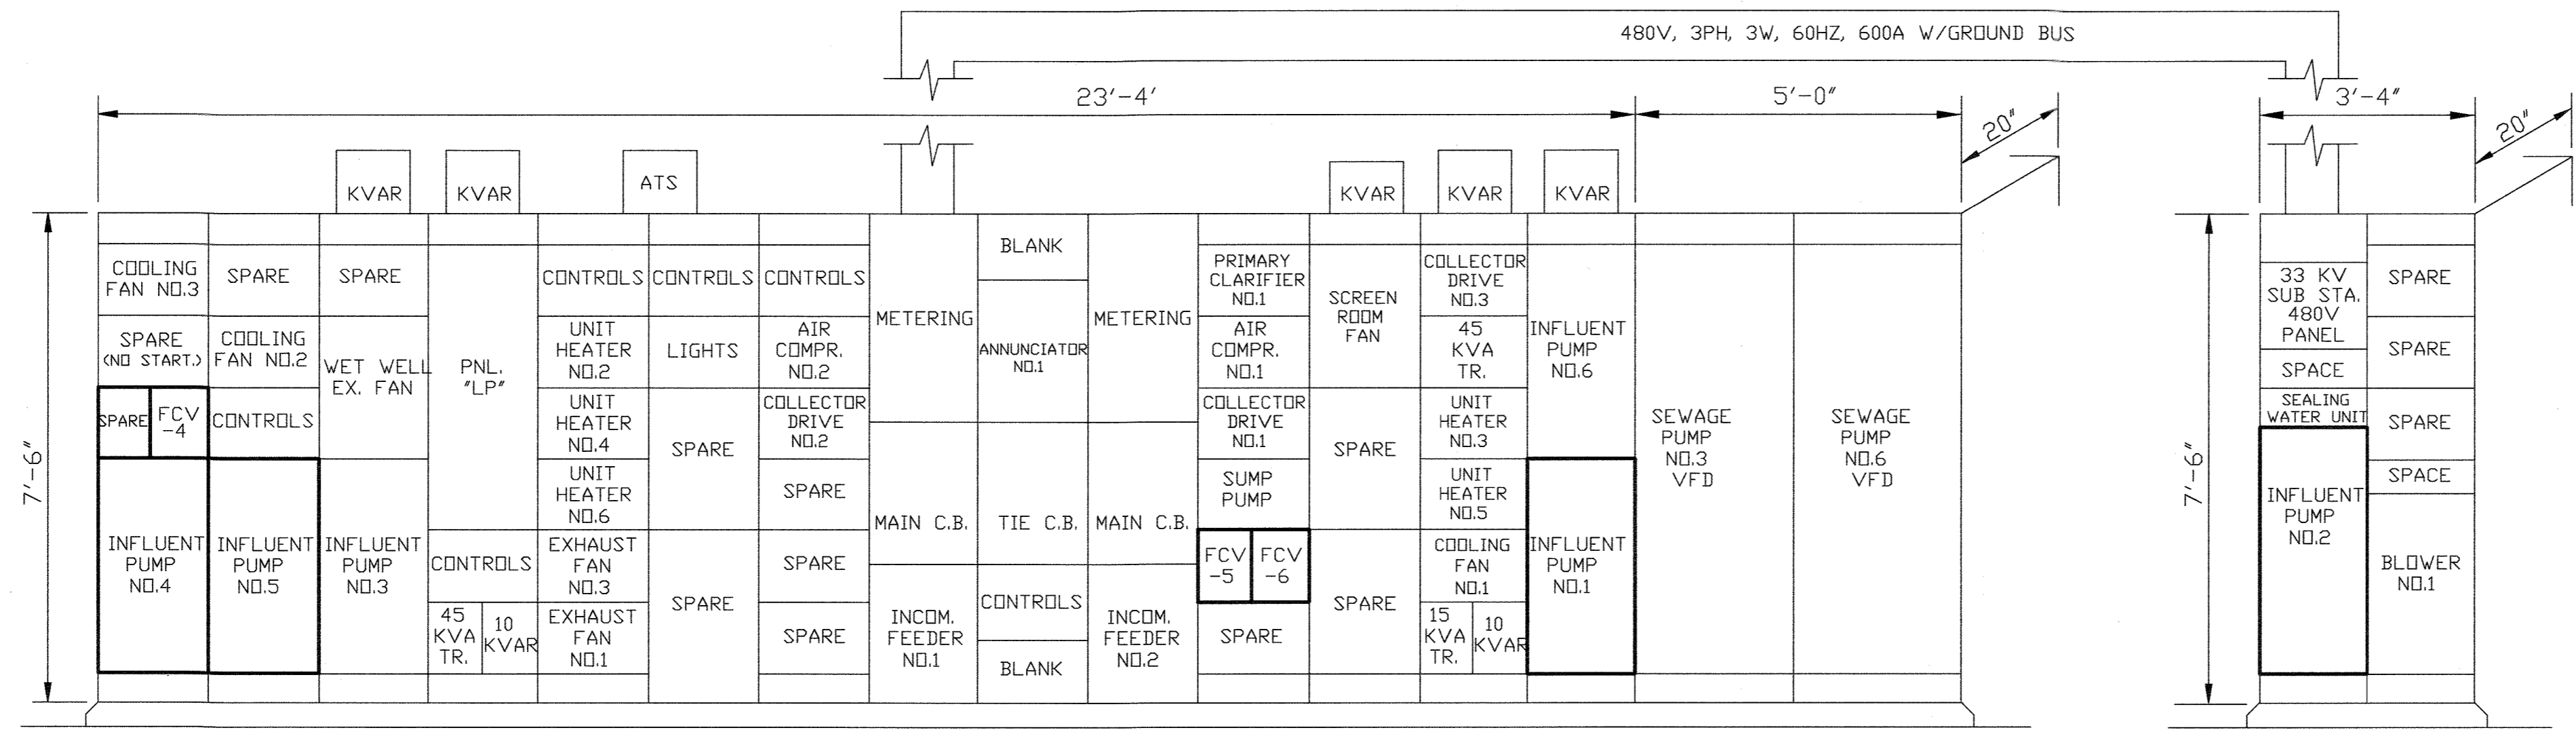 480V, 3PH, 3W, 60HZ, 600A W/GROUND BUS
23'-4'
5'-0"
20"
3'-4"
20"
KVAR
KVAR
ATS
KVAR
KVAR
KVAR
7'-6"
COOLING
FAN NO.3
SPARE
(NO START.)
SPARE
FCV
-4
INFLUENT
PUMP
NO.4
SPARE
COOLING
FAN NO.2
CONTROLS
INFLUENT
PUMP
NO.5
SPARE
WET WELL
EX. FAN
INFLUENT
PUMP
NO.3
PNL.
"LP"
CONTROLS
45
KVA
TR.
10
KVAR
CONTROLS
UNIT
HEATER
NO.2
UNIT
HEATER
NO.4
UNIT
HEATER
NO.6
EXHAUST
FAN
NO.3
EXHAUST
FAN
NO.1
CONTROLS
LIGHTS
SPARE
SPARE
CONTROLS
AIR
COMPR.
NO.2
COLLECTOR
DRIVE
NO.2
SPARE
SPARE
SPARE
METERING
MAIN C.B.
INCOM.
FEEDER
NO.1
BLANK
ANNUNCIATOR
NO.1
TIE C.B.
CONTROLS
BLANK
METERING
MAIN C.B.
INCOM.
FEEDER
NO.2
PRIMARY
CLARIFIER
NO.1
AIR
COMPR.
NO.1
COLLECTOR
DRIVE
NO.1
SUMP
PUMP
FCV
-5
FCV
-6
SPARE
SCREEN
ROOM
FAN
SPARE
SPARE
COLLECTOR
DRIVE
NO.3
45
KVA
TR.
UNIT
HEATER
NO.3
UNIT
HEATER
NO.5
COOLING
FAN
NO.1
15
KVA
TR.
10
KVAR
INFLUENT
PUMP
NO.6
INFLUENT
PUMP
NO.1
SEWAGE
PUMP
NO.3
VFD
SEWAGE
PUMP
NO.6
VFD
7'-6"
33 KV
SUB STA.
480V
PANEL
SPACE
SEALING
WATER UNIT
INFLUENT
PUMP
NO.2
SPARE
SPARE
SPARE
SPACE
BLOWER
NO.1